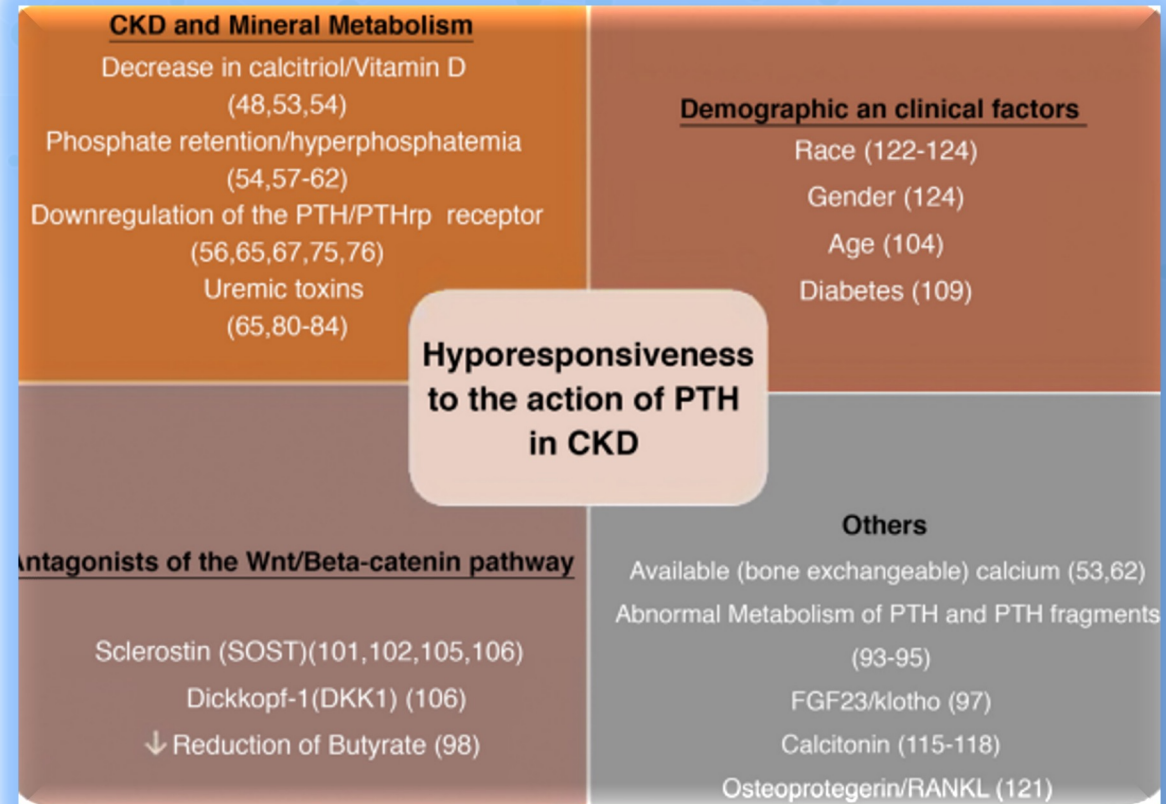 CKD and Mineral Metabolism
Decrease in calcitriol/Vitamin D
(48,53,54)
Phosphate retention/hyperphosphatemia
(54,57-62)
Downregulation of the PTH/PTHrp receptor
(56,65,67,75,76)
Uremic toxins
(65,80-84)
Demographic an clinical factors
Race (122-124)
Gender (124)
Age (104)
Diabetes (109)
Hyporesponsiveness
to the action of PTH
in CKD
ntagonists of the Wnt/Beta-catenin pathway
Sclerostin (SOST)(101,102,105,106)
Dickkopf-1(DKK1) (106)
↓ Reduction of Butyrate (98)
Others
Available (bone exchangeable) calcium (53,62)
Abnormal Metabolism of PTH and PTH fragments
(93-95)
FGF23/klotho (97)
Calcitonin (115-118)
Osteoprotegerin/RANKL (121)